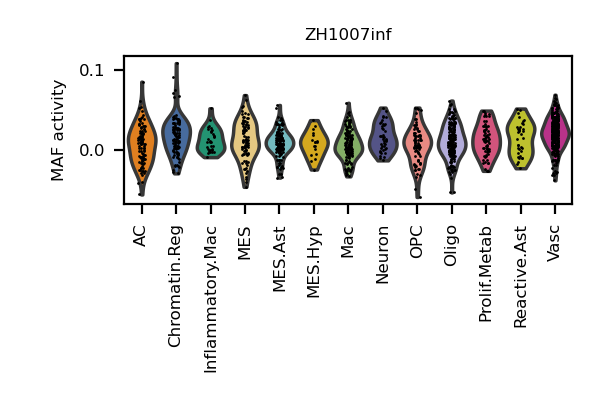 ZH1007inf
MAF activity
0.1
0.0
AC
Chromatin.Reg
Inflammatory.Mac
MES
MES.Ast
MES.Hyp
Mac
Neuron
OPC
Oligo
Prolif.Metab
Reactive.Ast
Vasc